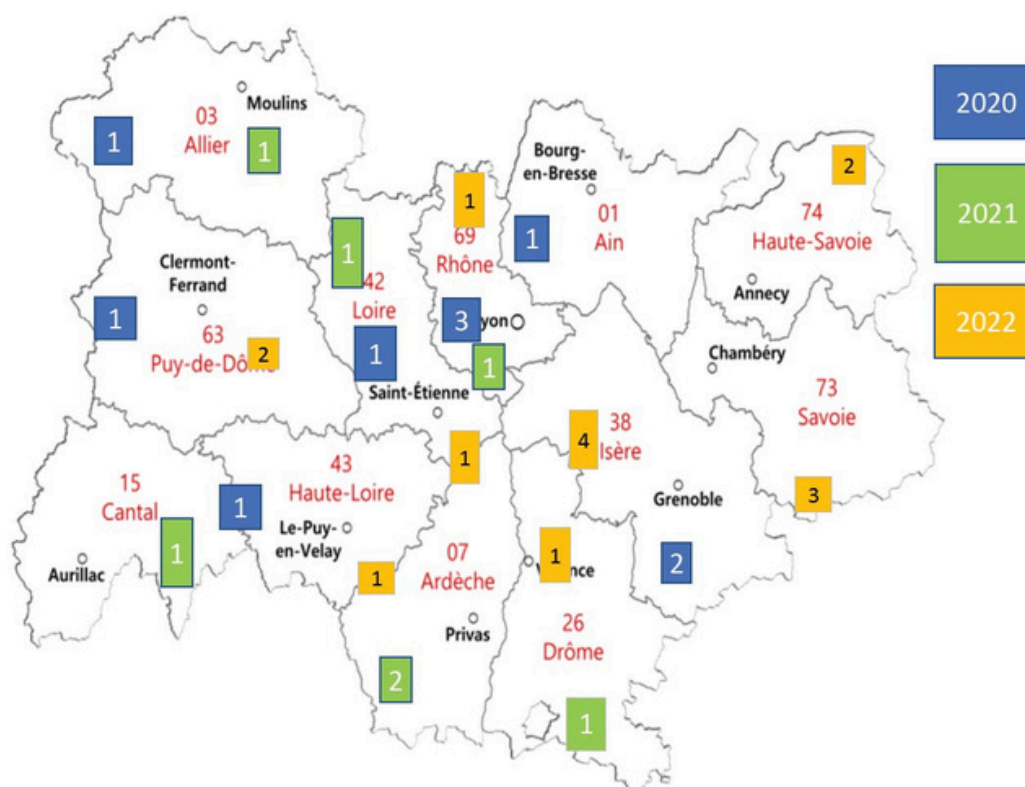 2020
2021
2022
Moulins
03
Allier
1
1
Bourg-
en-Bresse
01
Ain
1
2
74
Haute-Savoie
Annecy
1
69
Rhône
3
yon
1
1
42
Loire
1
Saint-Étienne
Clermont-
Ferrand
1
63
Puy-de-Dôme
2
Chambéry
73
Savoie
3
38
Isère
4
Grenoble
2
15
Cantal
1
Aurillac
43
Haute-Loire
1
Le-Puy-
en-Velay
1
1
07
Ardèche
Privas
2
1
26
Drôme
1